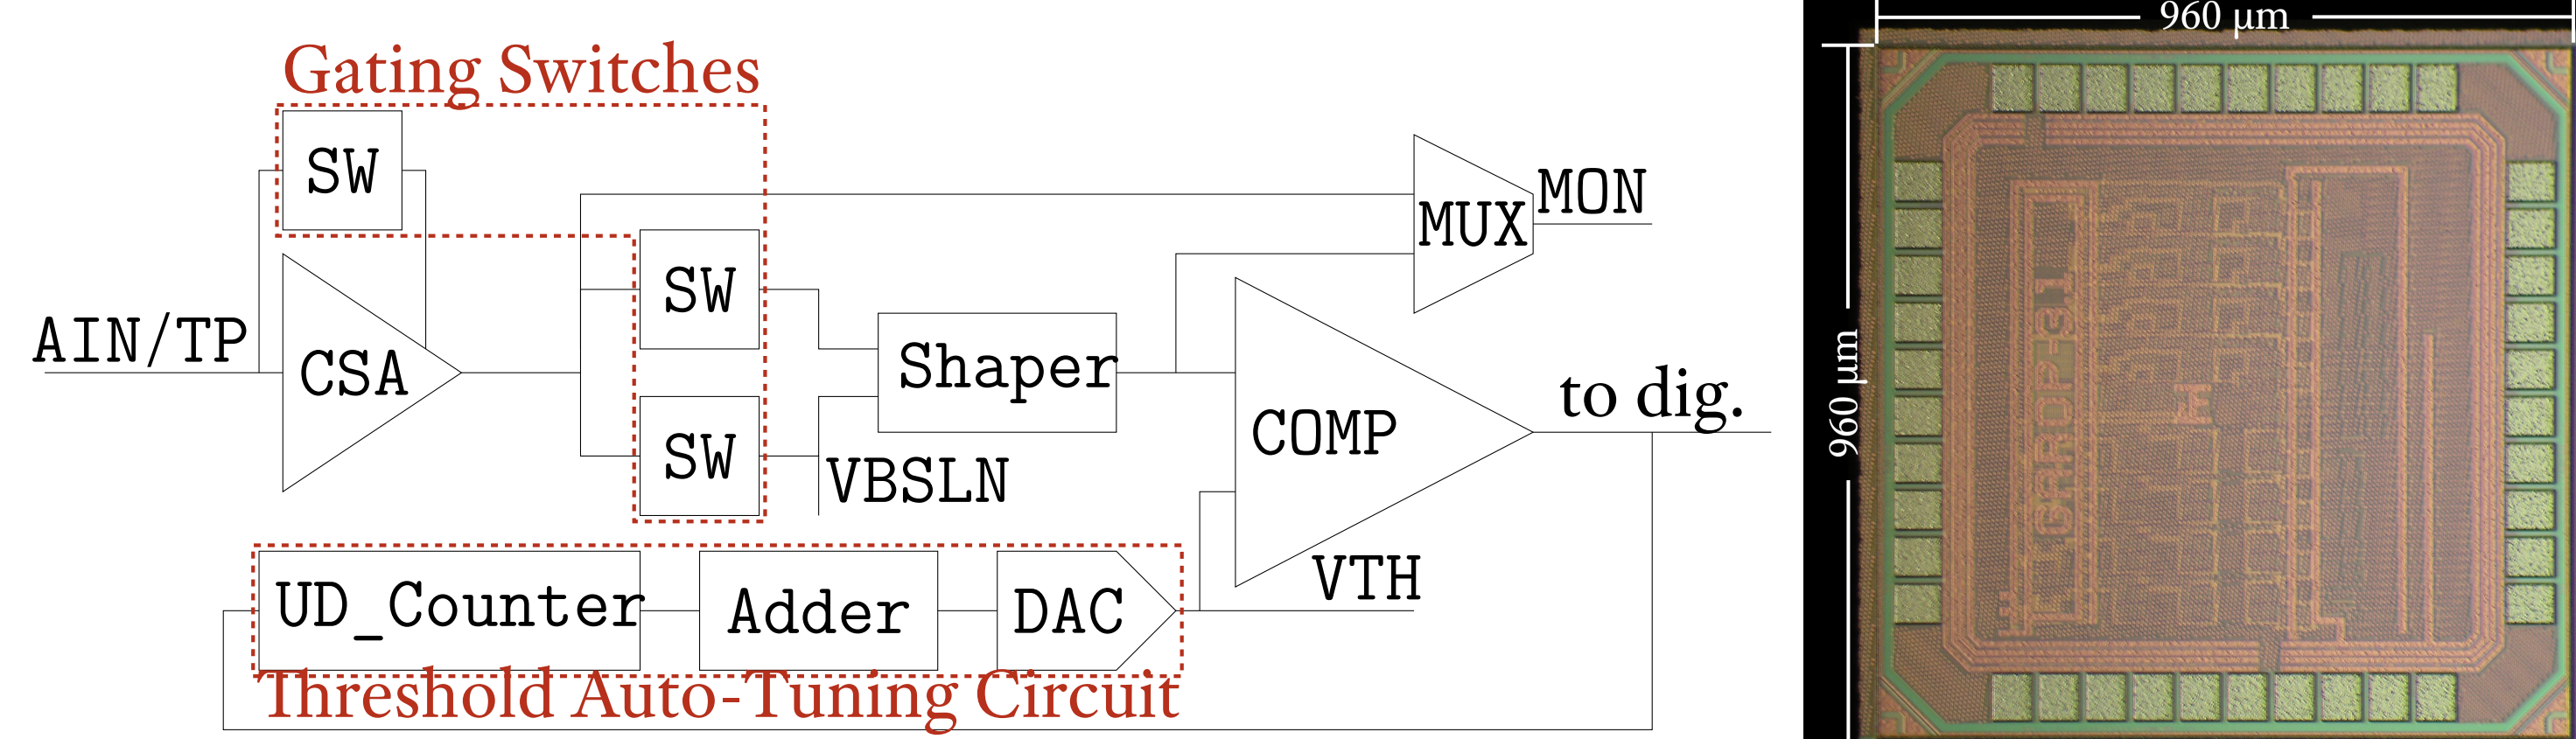 Gating Switches
SW
AIN/TP
CSA
SW
SW
VBSLN
Shaper
MUX
MON
COMP
to dig.
VTH
UD_Counter
Adder
DAC
Threshold Auto-Tuning Circuit
960 µm
960 µm